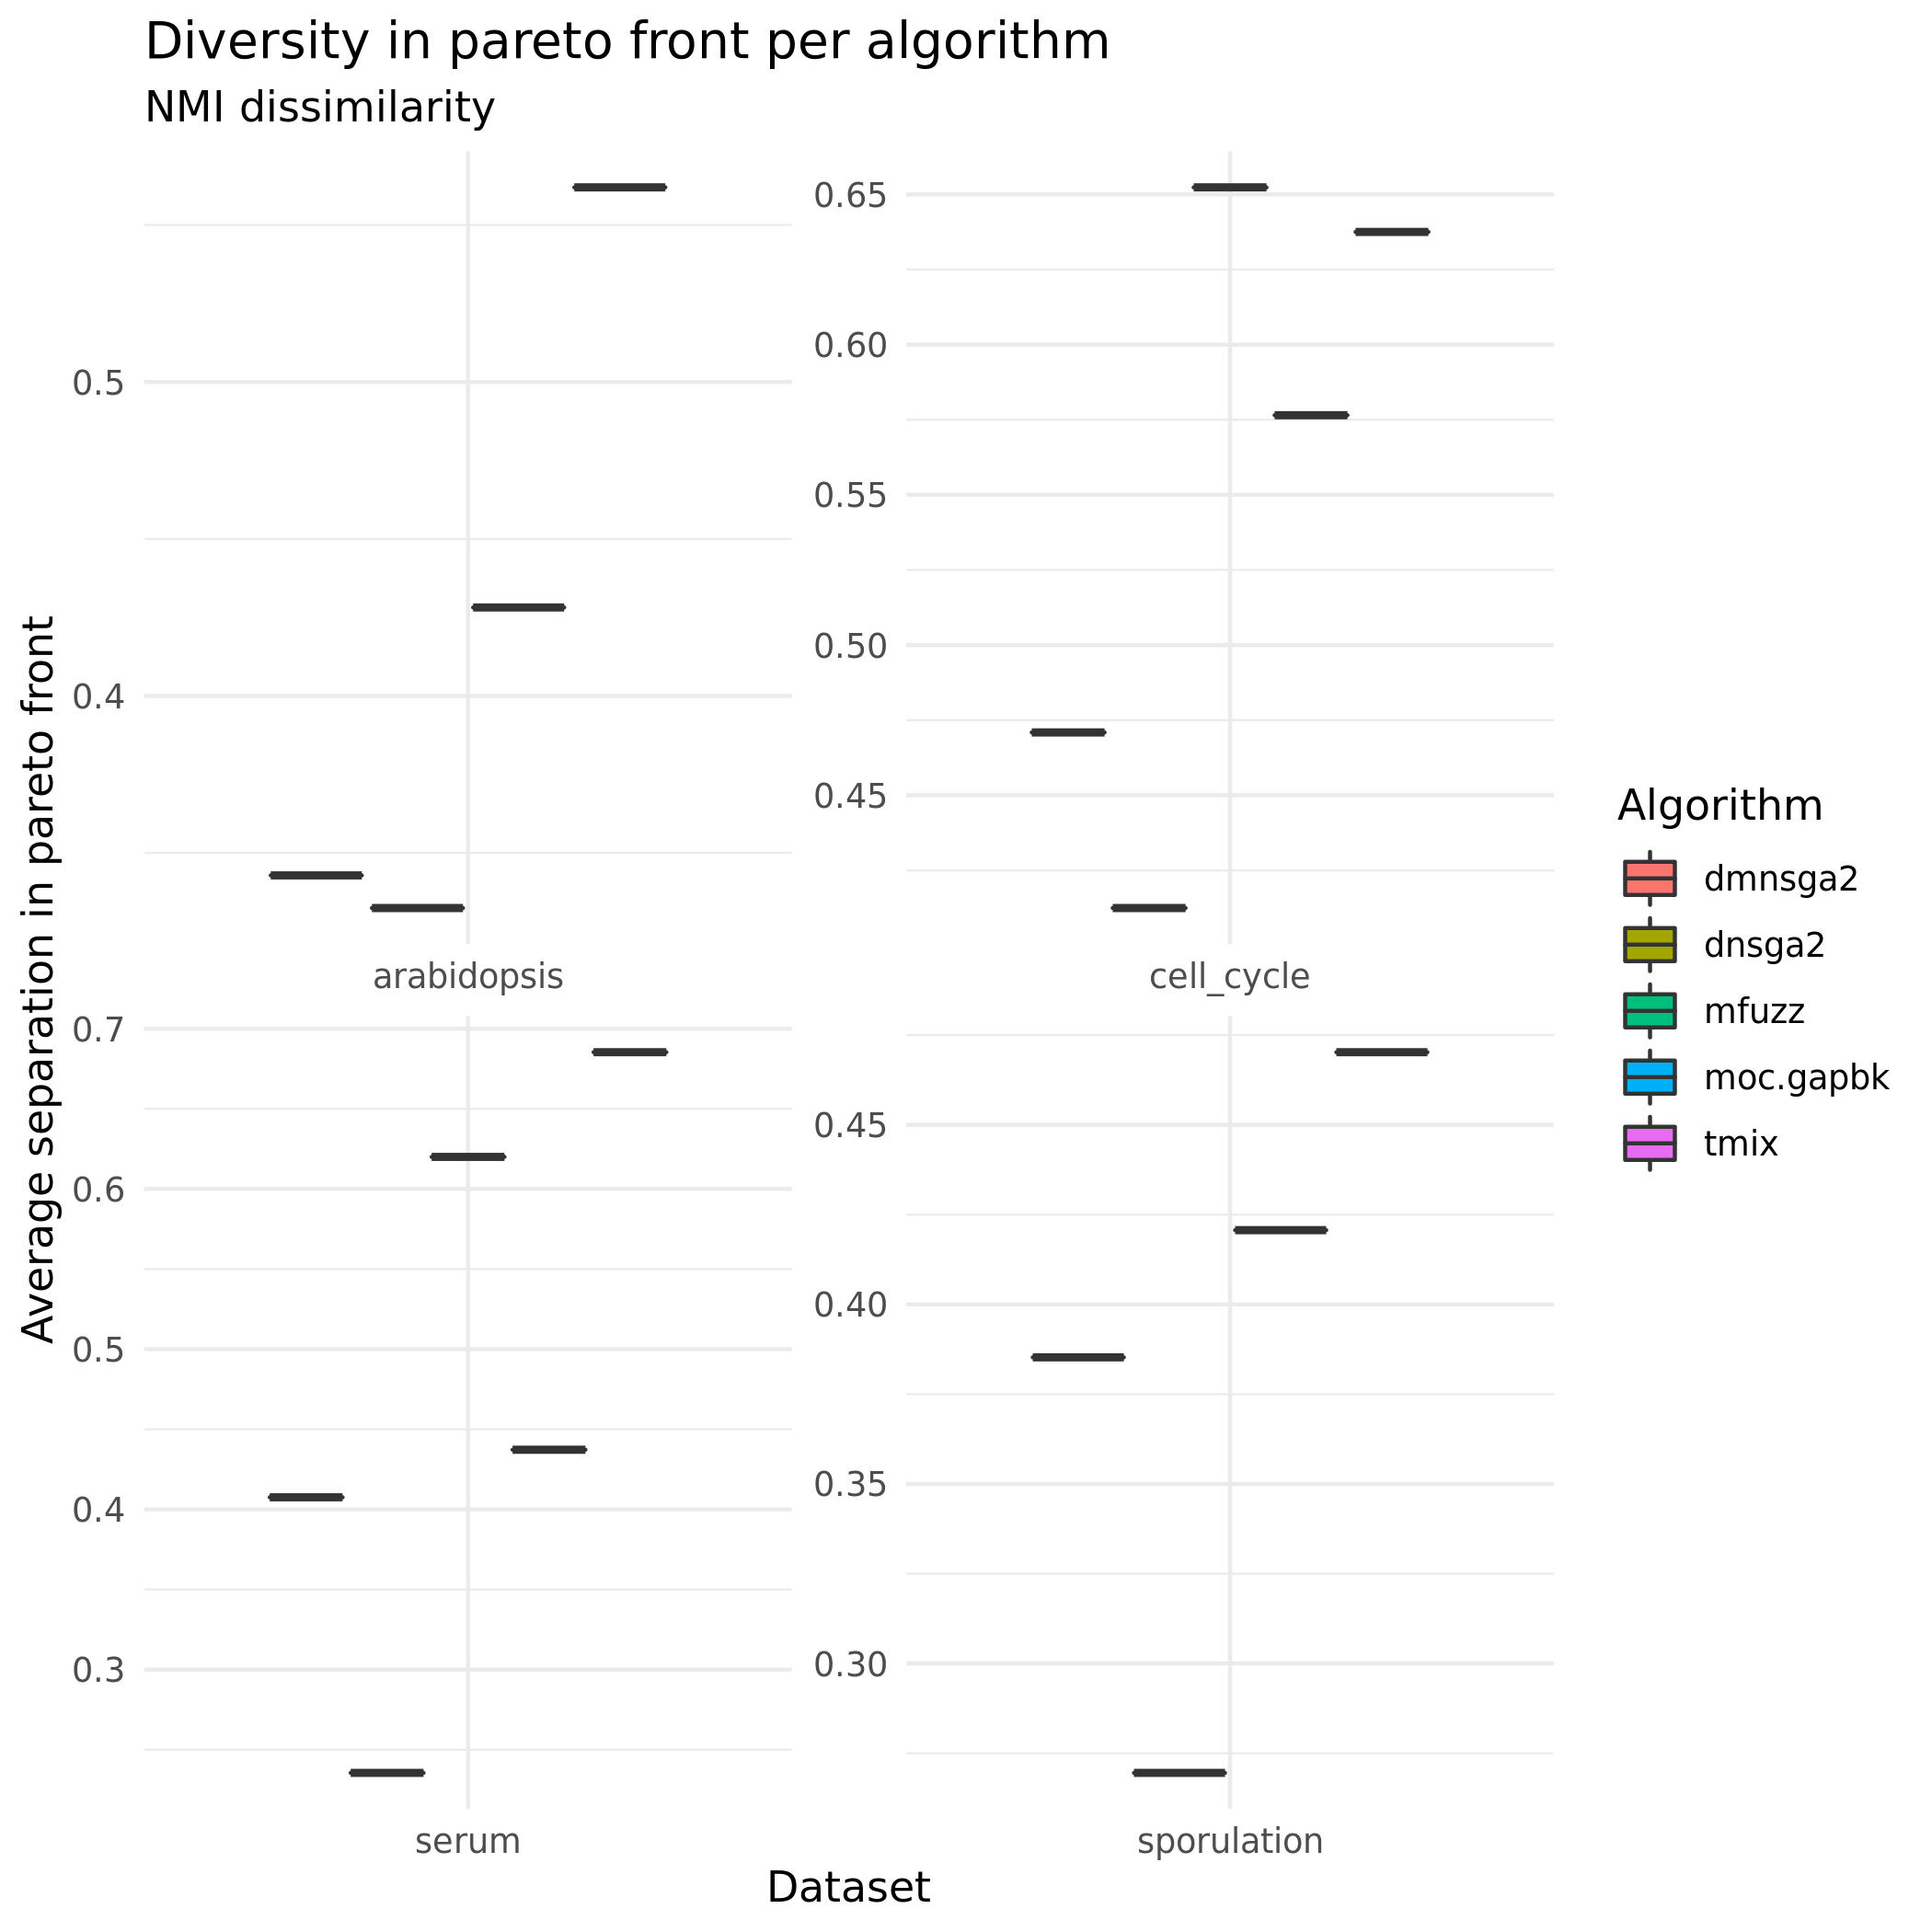 Diversity in pareto front per algorithm
NMI dissimilarity
Average separation in pareto front
0.5
0.4
arabidopsis
0.65
0.60
0.55
0.50
0.45
cell_cycle
0.7
0.6
0.5
0.4
0.3
serum
0.45
0.40
0.35
0.30
sporulation
Dataset
Algorithm
dmnsga2
dnsga2
mfuzz
moc.gapbk
tmix